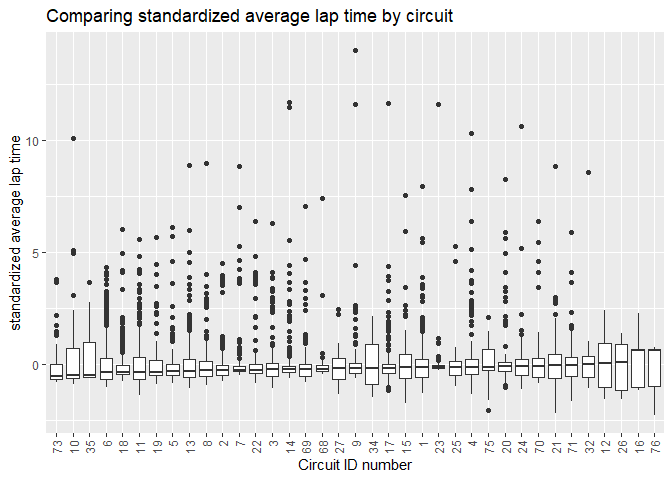 Comparing standardized average lap time by circuit
standardized average lap time
10
5
0
73 10 35 6 18 11 19 5 13 8 2 7 22 3 14 69 68 27 9 34 17 15 1 23 25 4 75 20 24 70 21 71 32 12 26 16 76
Circuit ID number